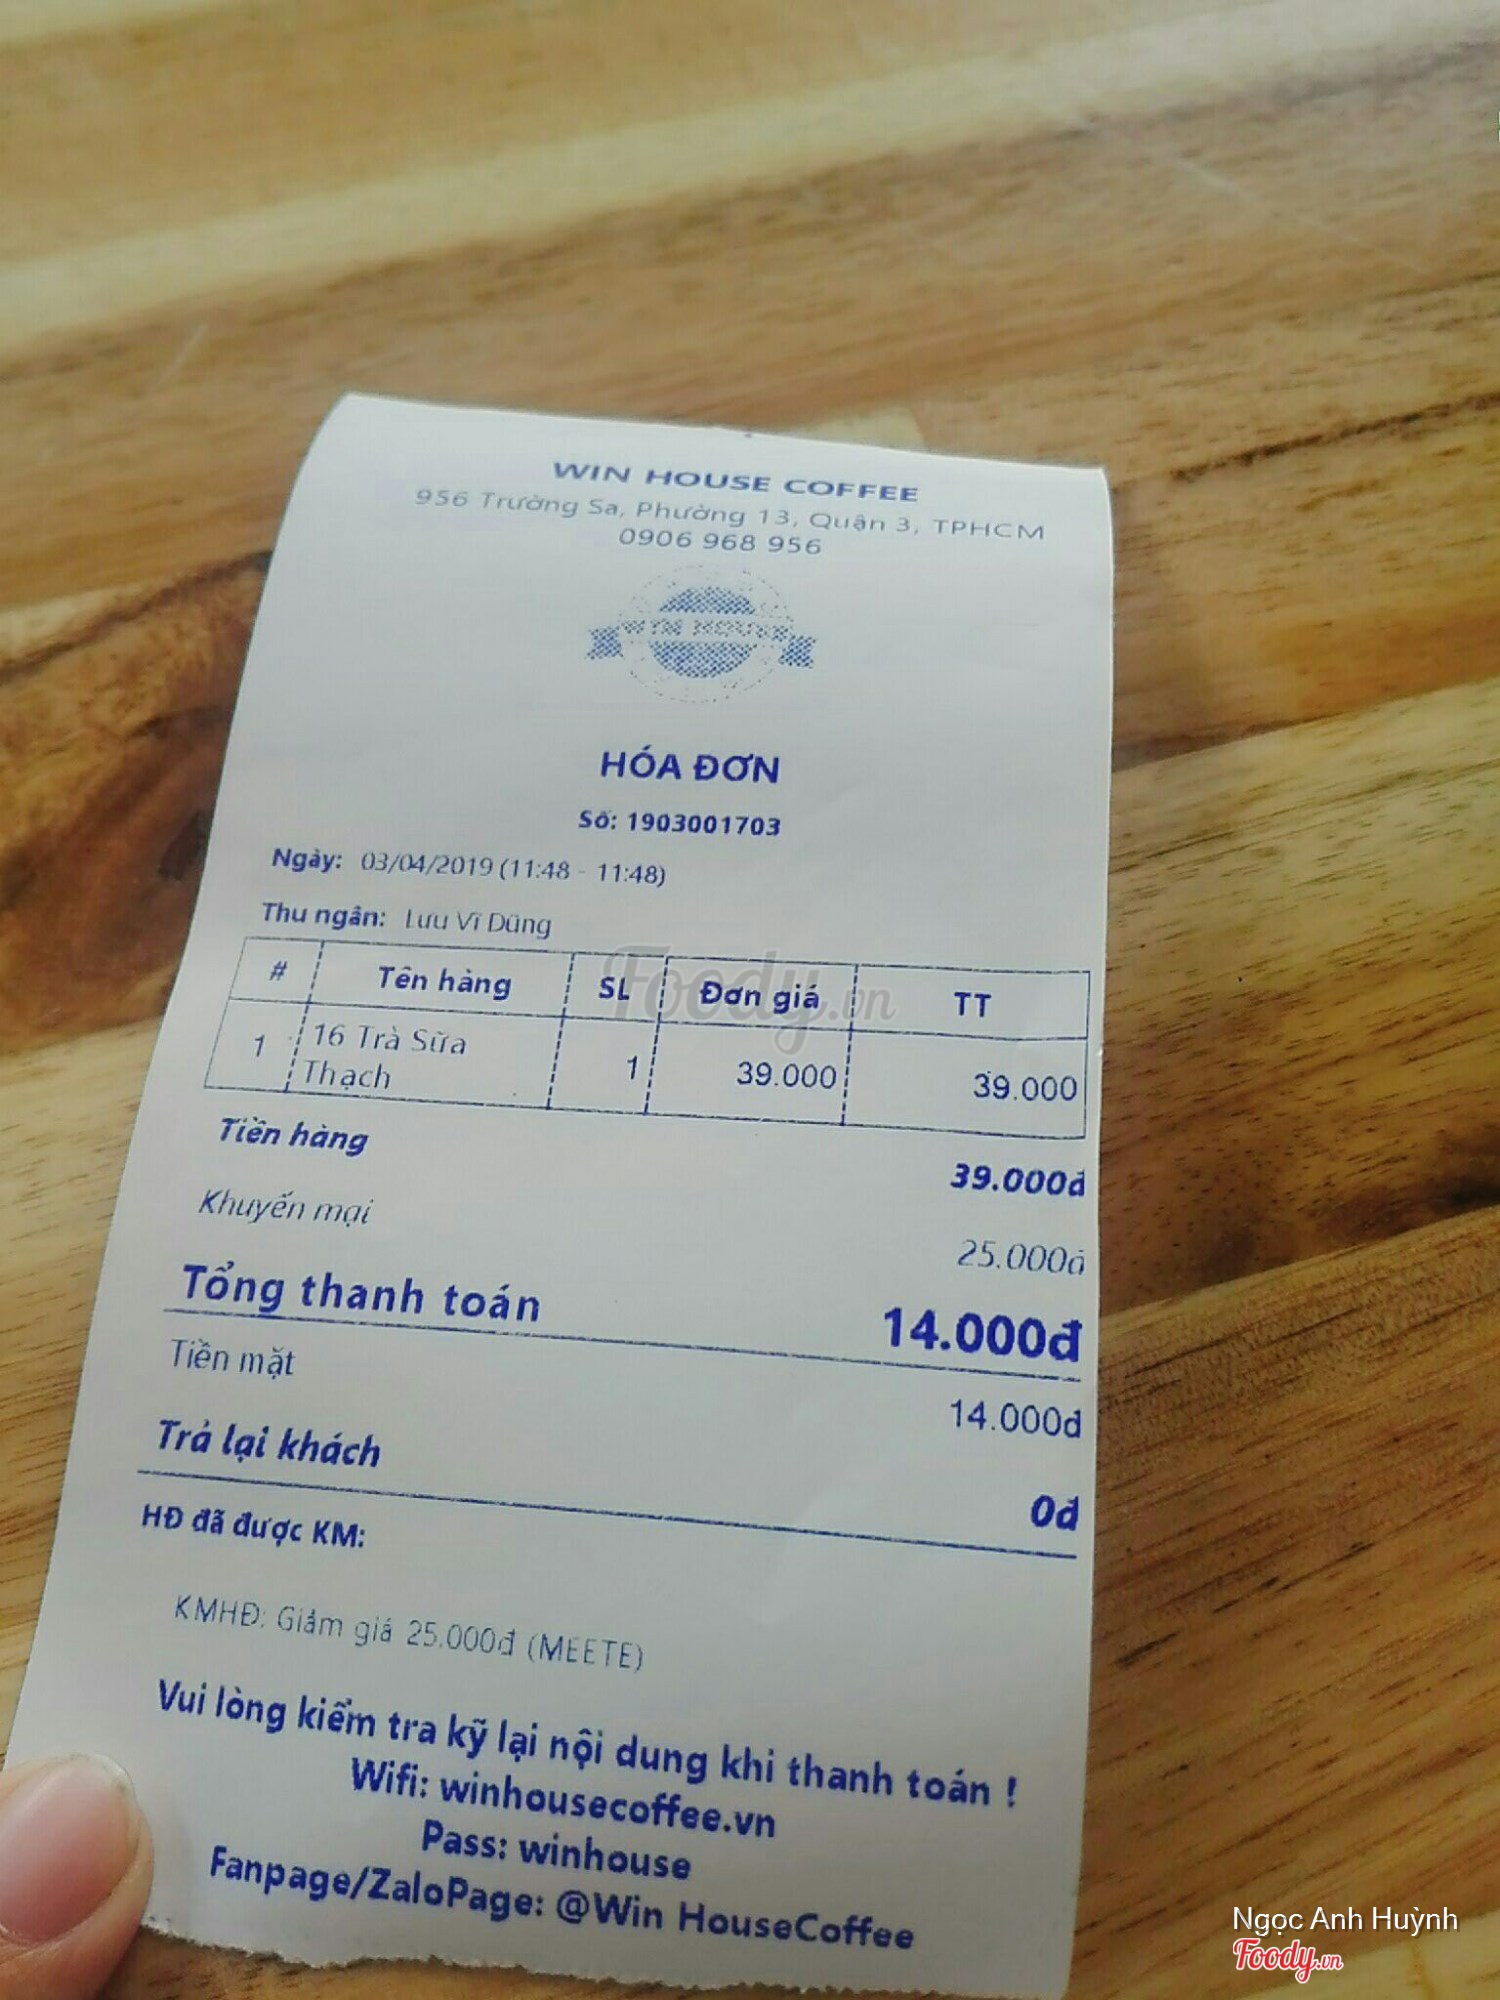 WIN HOUSE COFFEE
956 Trường Sa, Phường 13, Quận 3, TPHCM
0906 968 956
WIN HOUSE
HÓA ĐƠN
Số: 1903001703
Ngày: 03/04/2019 (11:48 - 11:48)
Thu ngân: Lưu Vĩ Dũng
# Tên hàng SL Đơn giá TT
1 16 Trà Sữa Thạch 1 39.000 39.000
Tiền hàng 39.000đ
Khuyến mại 25.000đ
Tổng thanh toán 14.000đ
Tiền mặt 14.000đ
Trả lại khách 0đ
HĐ đã được KM:
KMHĐ: Giảm giá 25.000đ (MEETE)
Vui lòng kiểm tra kỹ lại nội dung khi thanh toán !
Wifi: winhousecoffee.vn
Pass: winhouse
Fanpage/ZaloPage: @Win HouseCoffee
Foody.vn
Ngọc Anh Huỳnh
Foody.vn